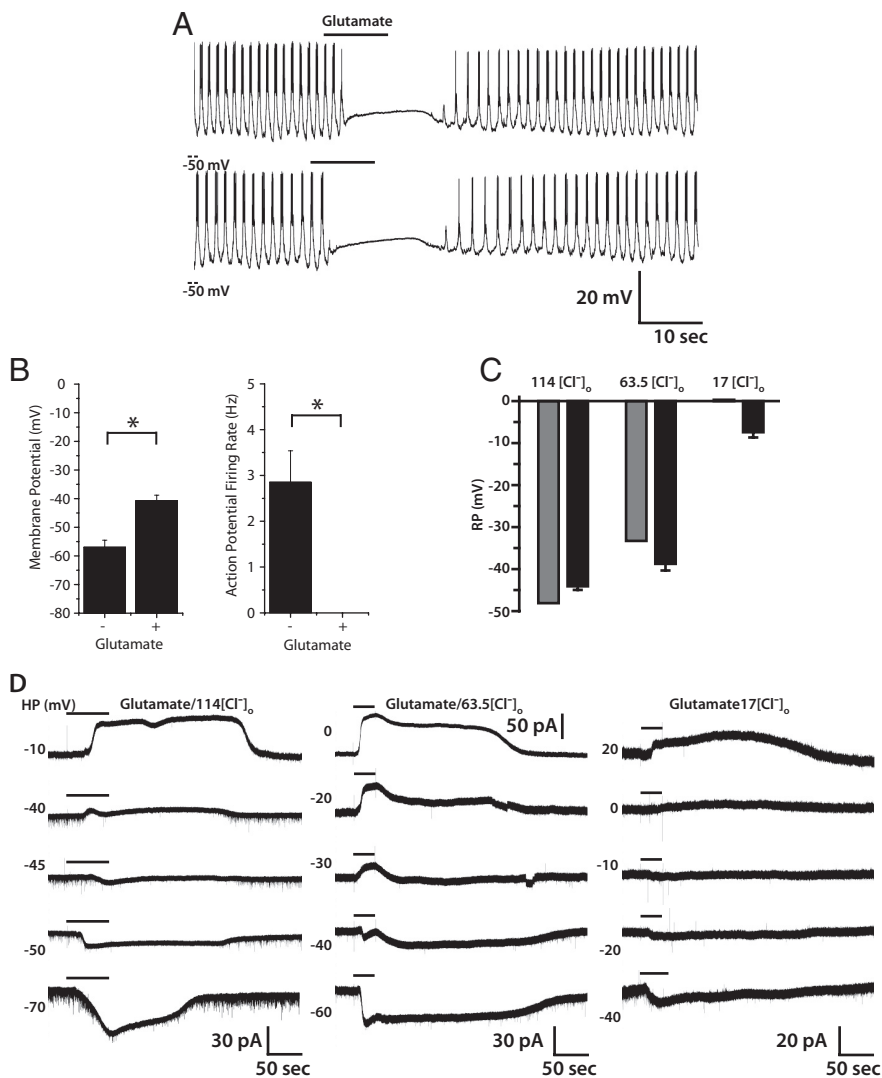 A
Glutamate
-50 mV
-50 mV
20 mV
10 sec
B
Membrane Potential (mV)
0
-10
-20
-30
-40
-50
-60
-70
-80
*
- +
Glutamate
Action Potential Firing Rate (Hz)
5
4
3
2
1
0
*
- +
Glutamate
C
114 [Cl⁻]ₒ 63.5 [Cl⁻]ₒ 17 [Cl⁻]ₒ
RP (mV)
0
-10
-20
-30
-40
-50
D
HP (mV)
Glutamate/114[Cl⁻]ₒ
-10
-40
-45
-50
-70
30 pA
50 sec
Glutamate/63.5[Cl⁻]ₒ
50 pA
0
-20
-30
-40
-60
30 pA
50 sec
Glutamate17[Cl⁻]ₒ
20
0
-10
-20
-40
20 pA
50 sec